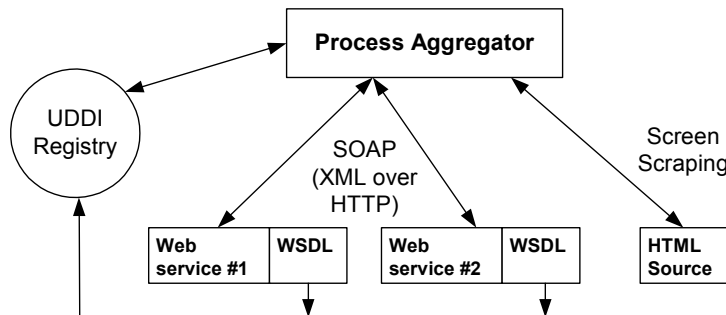 Process Aggregator
UDDI
Registry
SOAP
(XML over
HTTP)
Screen
Scraping
Web
service #1
WSDL
Web
service #2
WSDL
HTML
Source